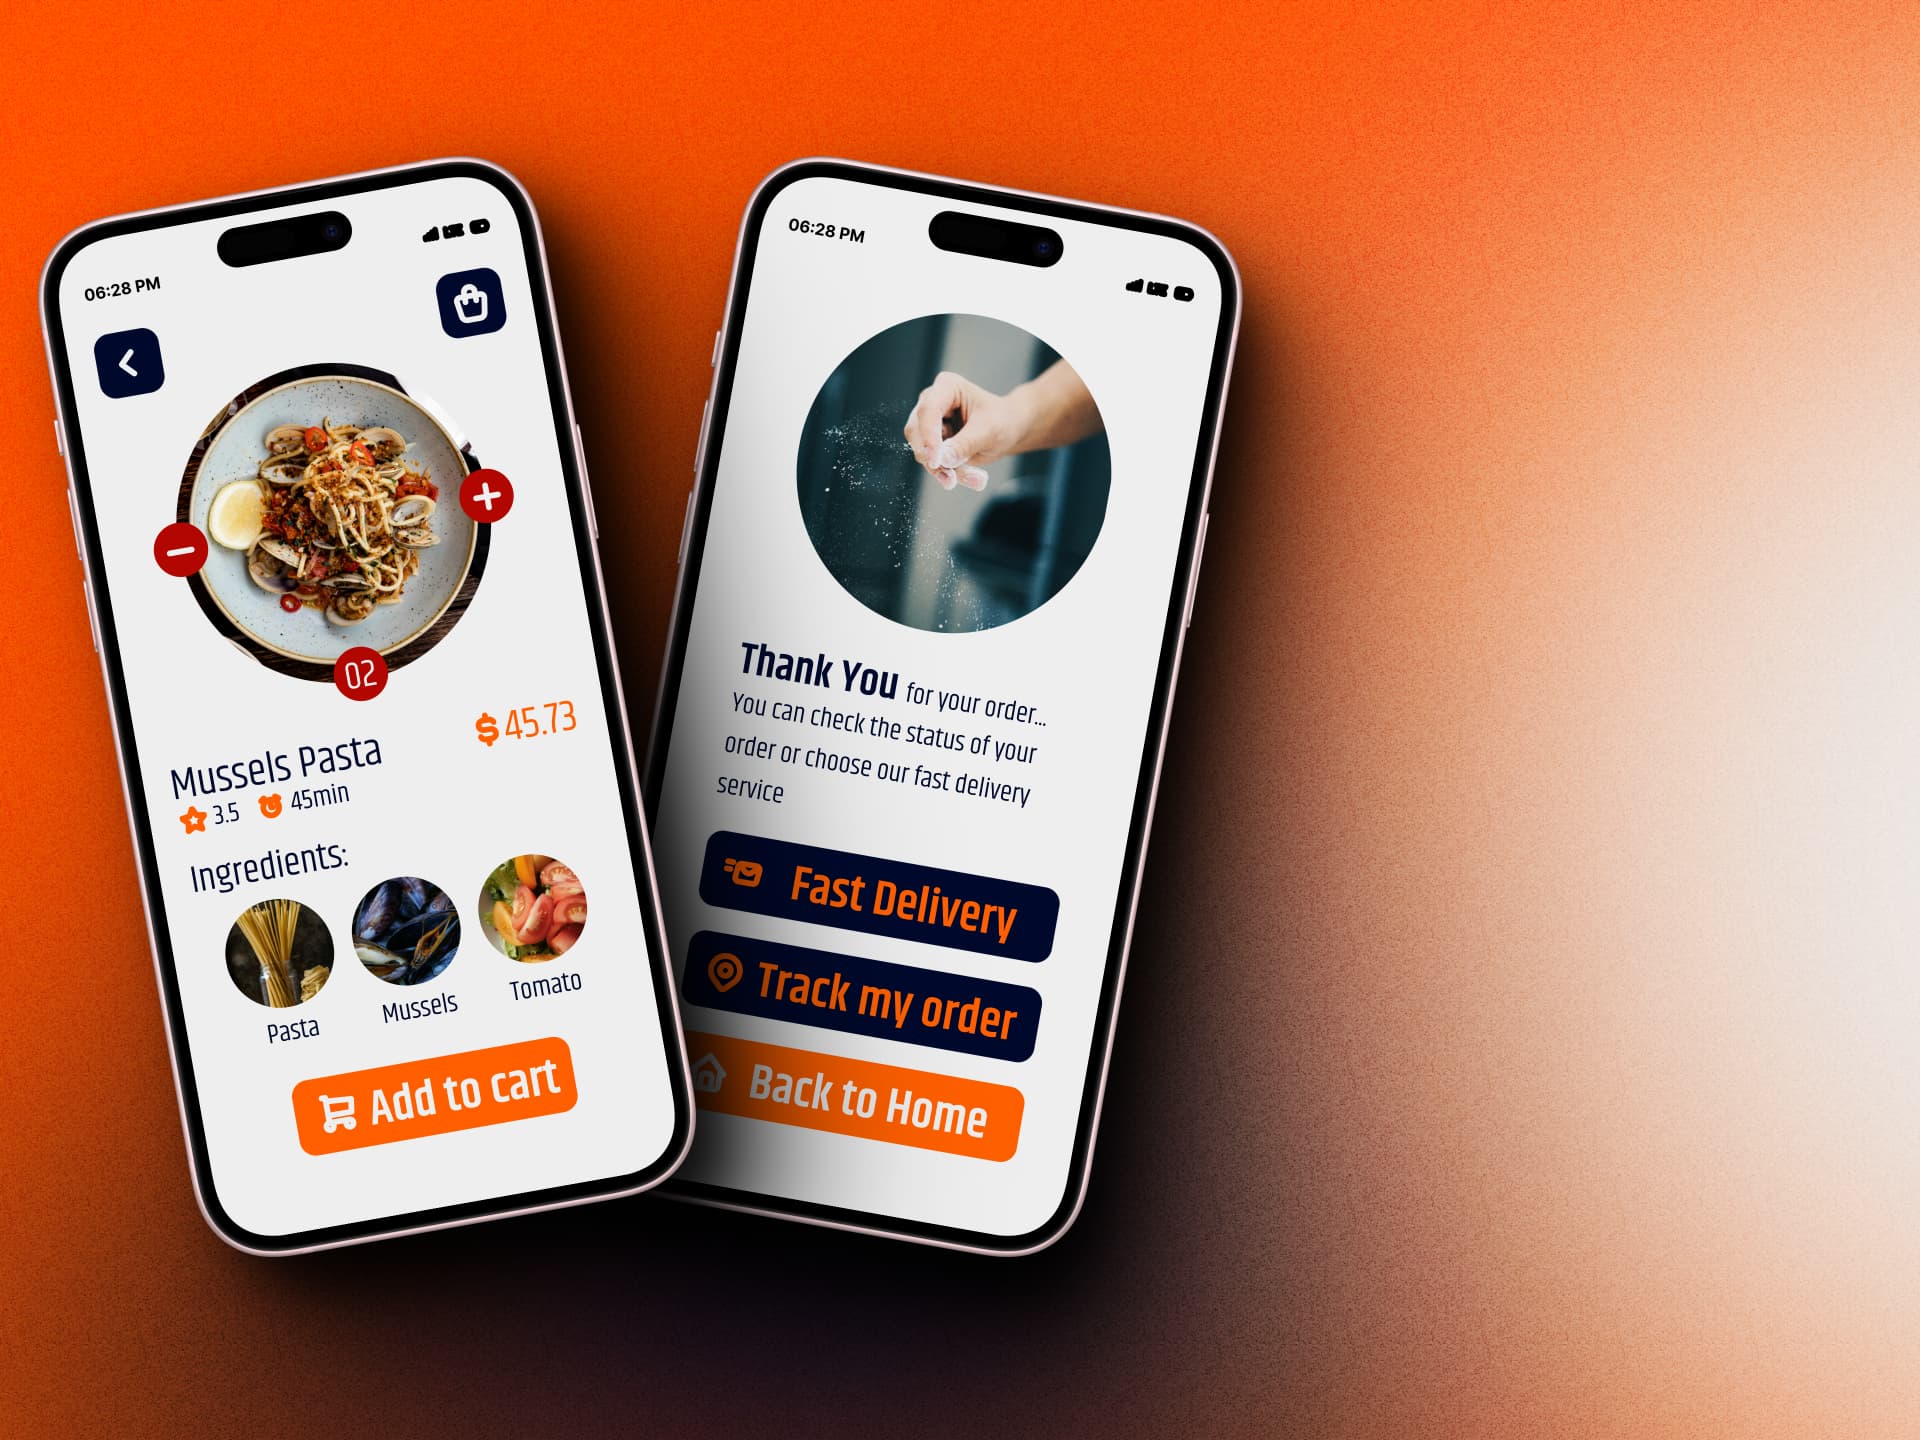 06:28 PM
02
$45.73
Mussels Pasta
3.5 45min
Ingredients:
Pasta
Mussels
Tomato
Add to cart
06:28 PM
Thank You for your order...
You can check the status of your
order or choose our fast delivery
service
Fast Delivery
Track my order
Back to Home